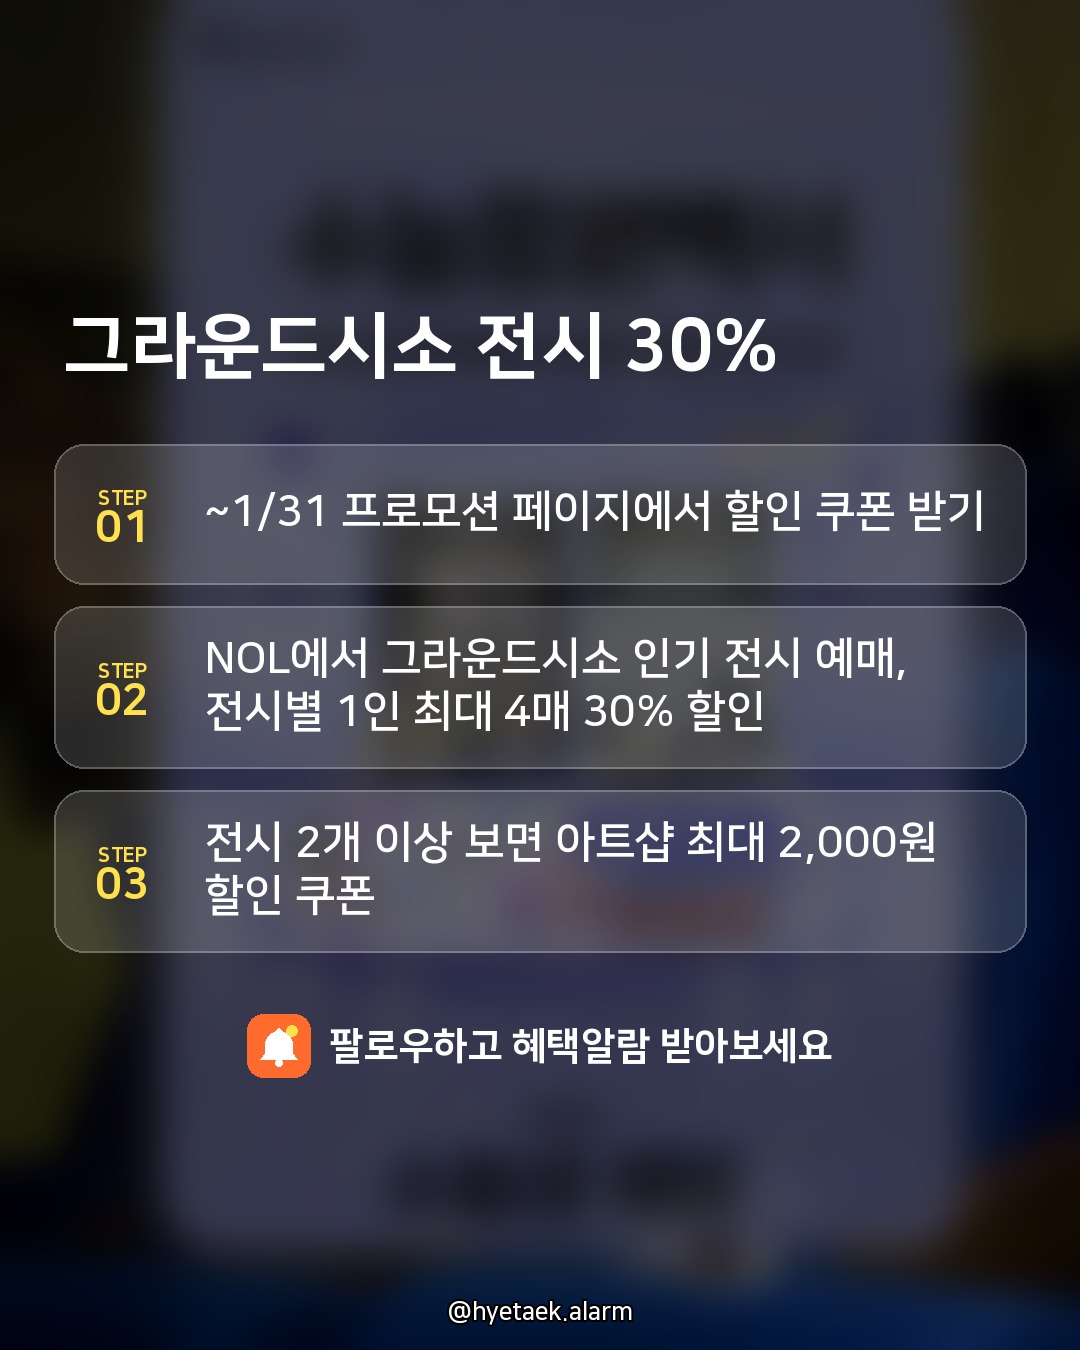 그라운드시소 전시 30%
STEP
01
~1/31 프로모션 페이지에서 할인 쿠폰 받기
STEP
02
NOL에서 그라운드시소 인기 전시 예매,
전시별 1인 최대 4매 30% 할인
STEP
03
전시 2개 이상 보면 아트샵 최대 2,000원
할인 쿠폰
팔로우하고 혜택알람 받아보세요
@hyetaek.alarm